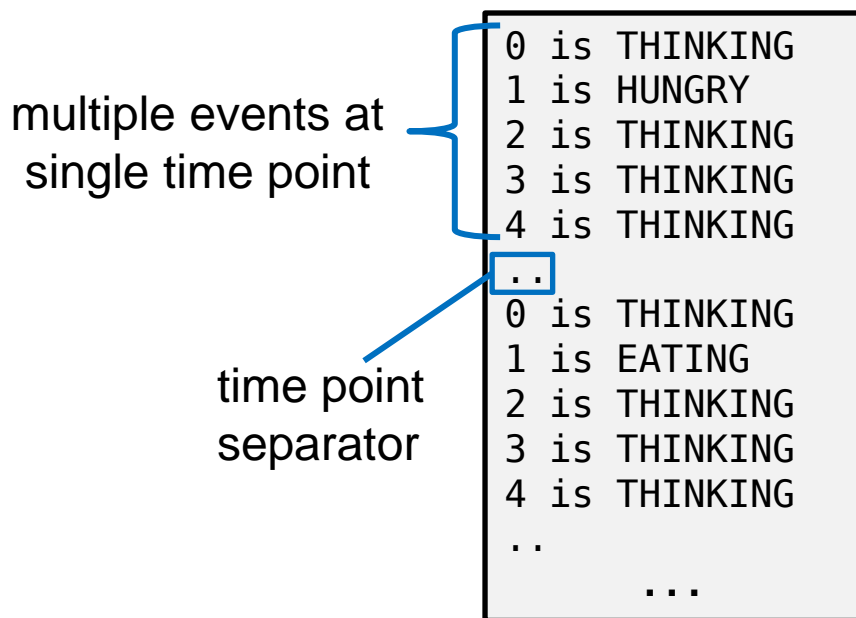 multiple events at
single time point
time point
separator
0 is THINKING
1 is HUNGRY
2 is THINKING
3 is THINKING
4 is THINKING
..
0 is THINKING
1 is EATING
2 is THINKING
3 is THINKING
4 is THINKING
..
...